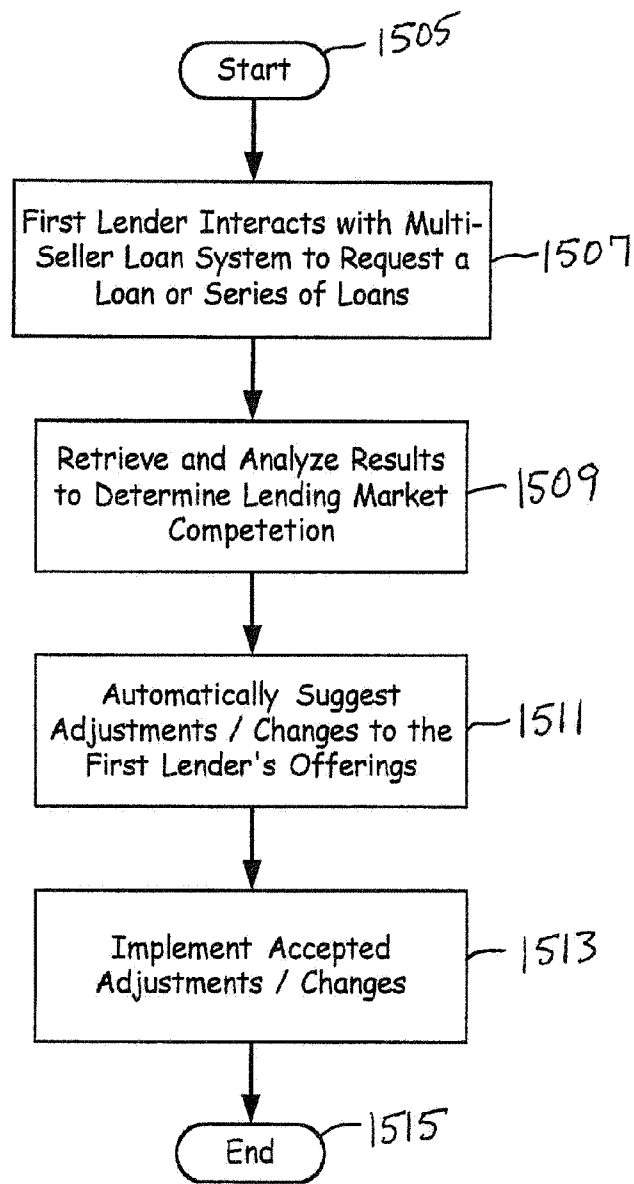 Start
1505
First Lender Interacts with Multi-
Seller Loan System to Request a
Loan or Series of Loans
1507
Retrieve and Analyze Results
to Determine Lending Market
Competetion
1509
Automatically Suggest
Adjustments / Changes to the
First Lender's Offerings
1511
Implement Accepted
Adjustments / Changes
1513
End
1515